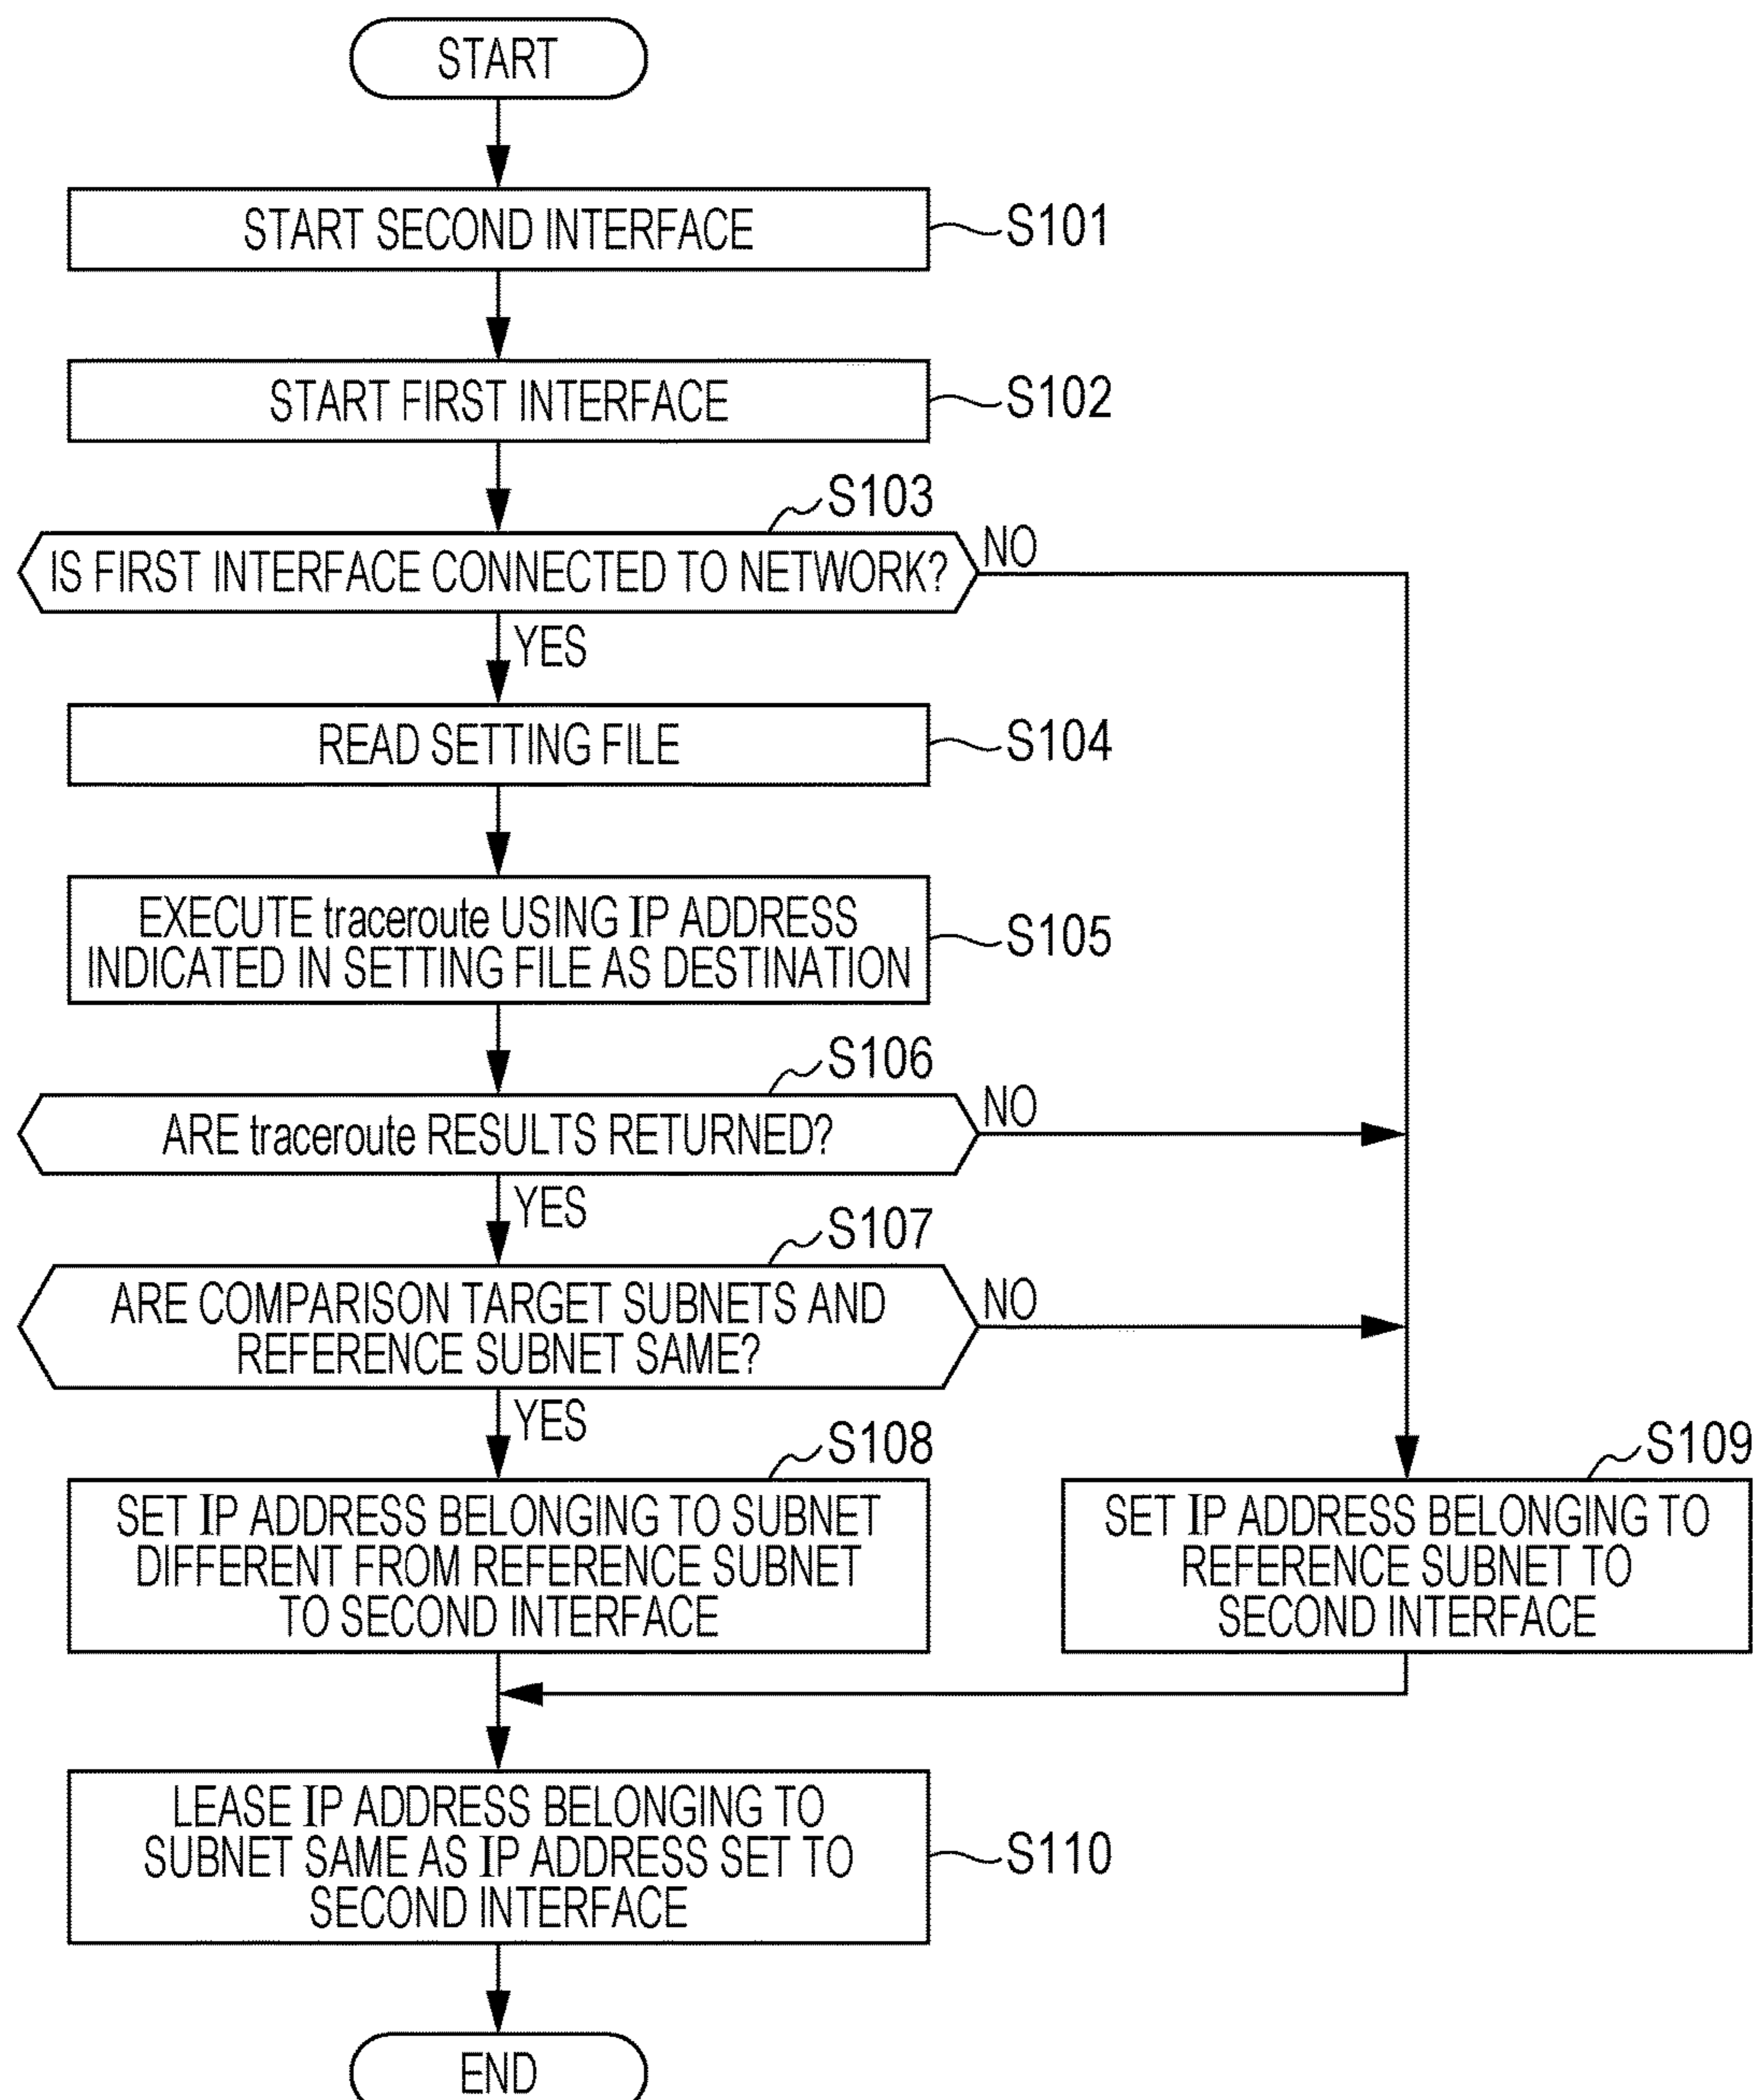 START
START SECOND INTERFACE
S101
START FIRST INTERFACE
S102
S103
IS FIRST INTERFACE CONNECTED TO NETWORK?
NO
YES
READ SETTING FILE
S104
EXECUTE traceroute USING IP ADDRESS
INDICATED IN SETTING FILE AS DESTINATION
S105
S106
ARE traceroute RESULTS RETURNED?
NO
YES
S107
ARE COMPARISON TARGET SUBNETS AND
REFERENCE SUBNET SAME?
NO
YES
S108
SET IP ADDRESS BELONGING TO SUBNET
DIFFERENT FROM REFERENCE SUBNET
TO SECOND INTERFACE
S109
SET IP ADDRESS BELONGING TO
REFERENCE SUBNET TO
SECOND INTERFACE
LEASE IP ADDRESS BELONGING TO
SUBNET SAME AS IP ADDRESS SET TO
SECOND INTERFACE
S110
END